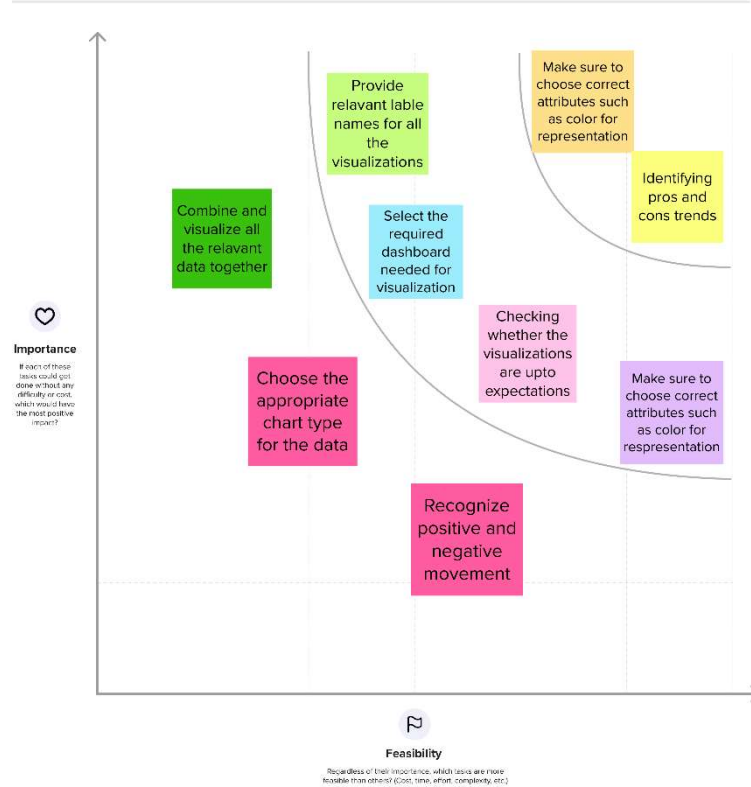 Provide
relavant lable
names for all
the
visualizations
Make sure to
choose correct
attributes such
as color for
representation
Identifying
pros and
cons trends
Combine and
visualize all
the relavant
data together
Select the
required
dashboard
needed for
visualization
Checking
whether the
visualizations
are upto
expectations
Importance
If each of these
tasks could get
done without any
difficulty or cost,
which would have
the most positive
impact?
Choose the
appropriate
chart type
for the data
Make sure to
choose correct
attributes such
as color for
respresentation
Recognize
positive and
negative
movement
Feasibility
Regardless of their importance, which tasks are more
feasible than others? (Cost, time, effort, complexity, etc.)